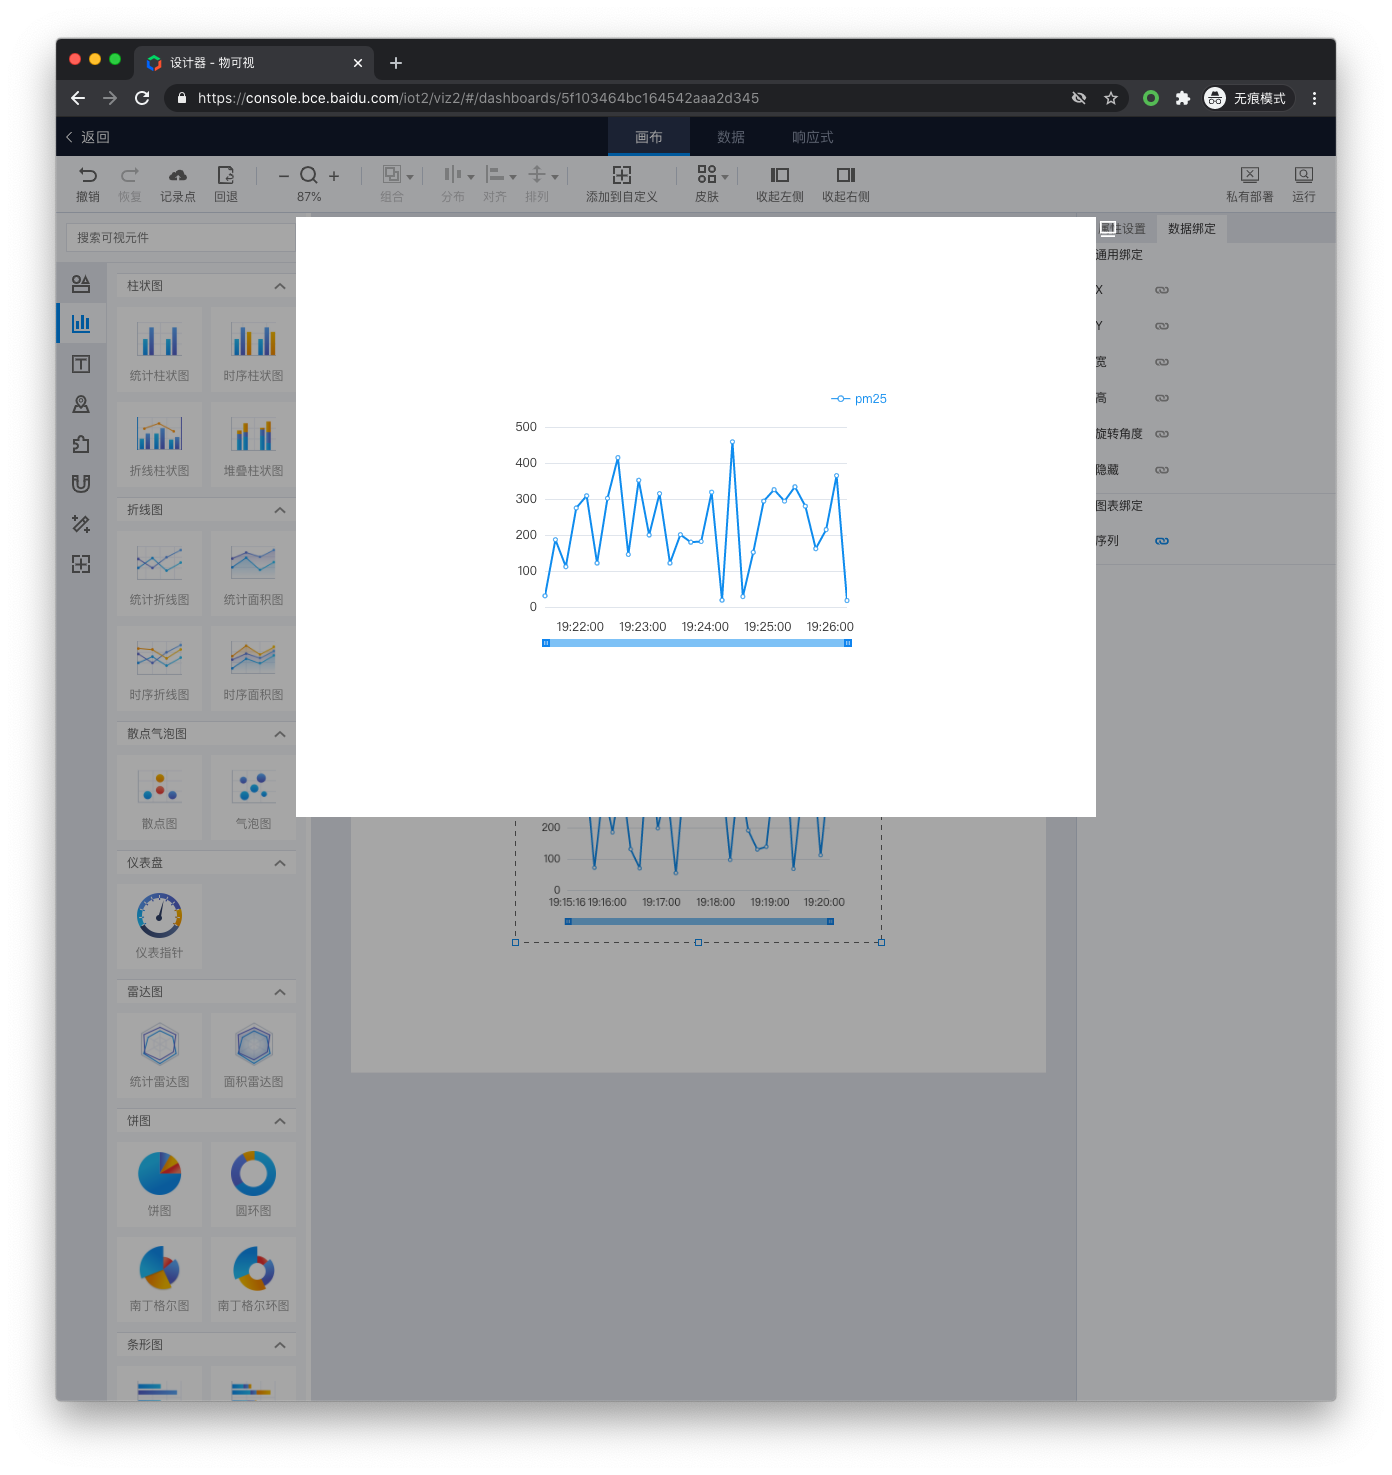 设计器 - 物可视
https://console.bce.baidu.com/iot2/viz2/#/dashboards/5f103464bc164542aaa2d345
无痕模式
返回
画布
数据
响应式
撤销
恢复
记录点
回退
87%
组合
分布
对齐
排列
添加到自定义
皮肤
收起左侧
收起右侧
私有部署
运行
搜索可视元件
柱状图
统计柱状图
时序柱状图
折线柱状图
堆叠柱状图
折线图
统计折线图
统计面积图
时序折线图
时序面积图
散点气泡图
散点图
气泡图
仪表盘
仪表指针
雷达图
统计雷达图
面积雷达图
饼图
饼图
圆环图
南丁格尔图
南丁格尔环图
条形图
pm25
500
400
300
200
100
0
19:22:00
19:23:00
19:24:00
19:25:00
19:26:00
200
100
0
19:15:16
19:16:00
19:17:00
19:18:00
19:19:00
19:20:00
性设置
数据绑定
通用绑定
X
Y
宽
高
旋转角度
隐藏
图表绑定
序列